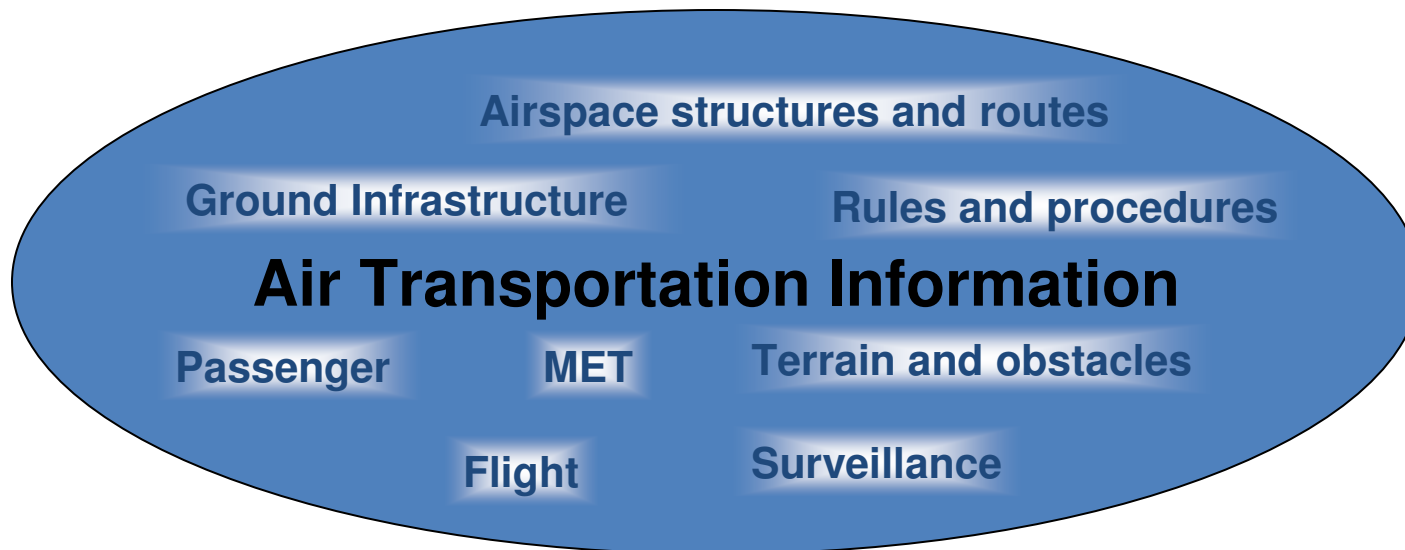 Airspace structures and routes
Ground Infrastructure
Rules and procedures
Air Transportation Information
Passenger
MET
Terrain and obstacles
Flight
Surveillance